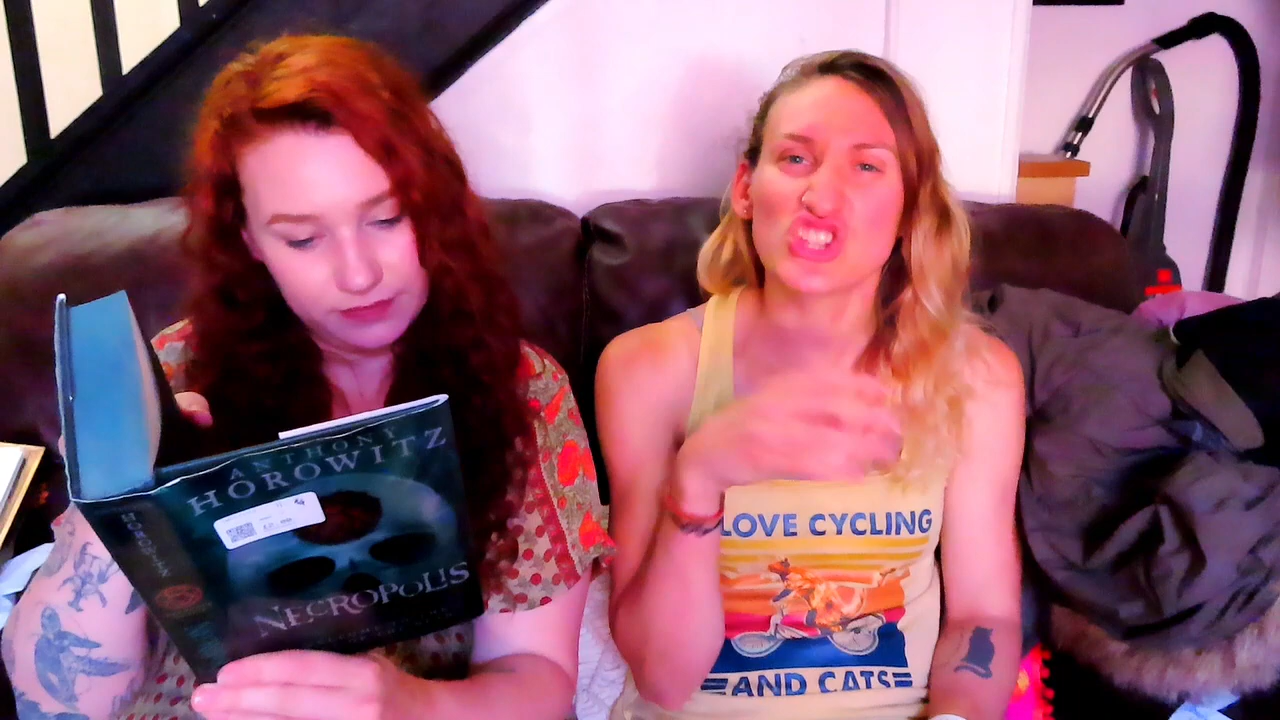 ANTHONY
HOROWITZ
NECROPOLIS
HOROWITZ
LOVE CYCLING
AND CATS